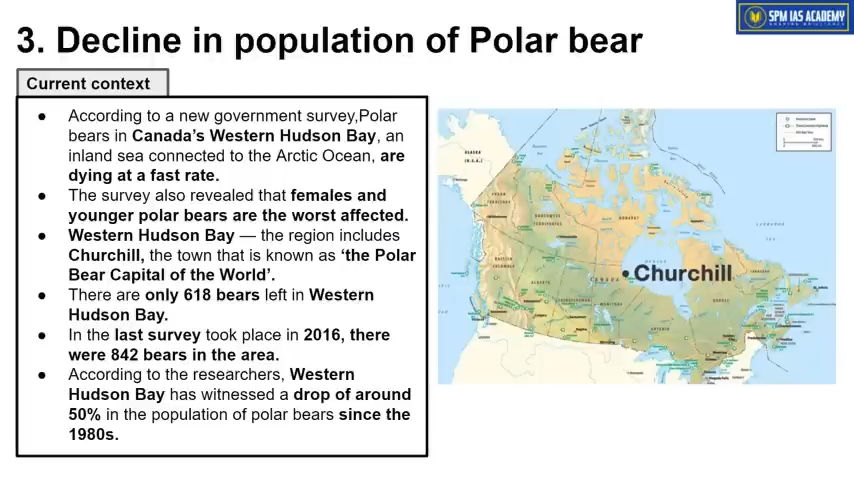 SPM IAS ACADEMY
3. Decline in population of Polar bear
Current context
● According to a new government survey,Polar
bears in Canada's Western Hudson Bay, an
inland sea connected to the Arctic Ocean, are
dying at a fast rate.
● The survey also revealed that females and
younger polar bears are the worst affected.
● Western Hudson Bay — the region includes
Churchill, the town that is known as 'the Polar
Bear Capital of the World'.
● There are only 618 bears left in Western
Hudson Bay.
● In the last survey took place in 2016, there
were 842 bears in the area.
● According to the researchers, Western
Hudson Bay has witnessed a drop of around
50% in the population of polar bears since the
1980s.
ALASKA
(U.S.A.)
NUNAVUT
CANADA
Churchill
ALBERTA
MANITOBA
ONTARIO
QUEBEC